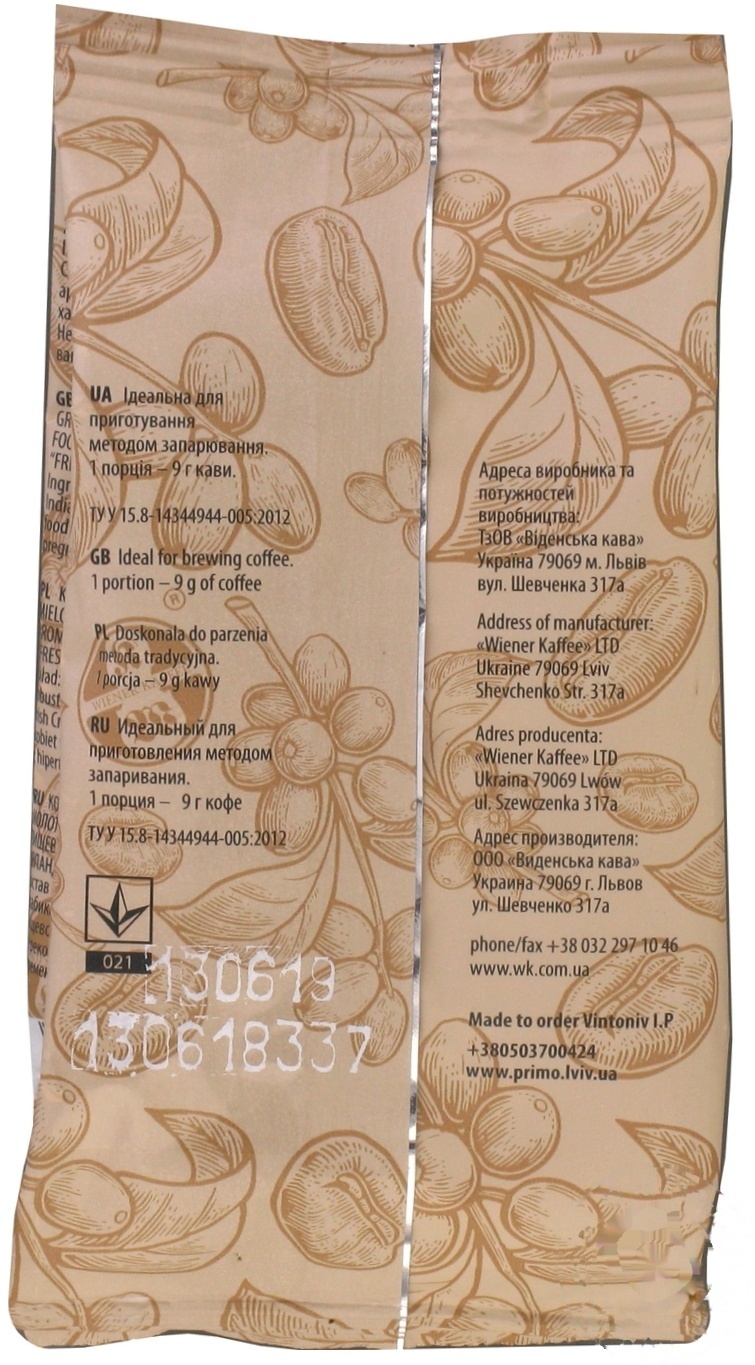 UA Ідеальна для
приготування
методом запарювання.
1 порція – 9 г кави.
ТУ У 15.8-14344944-005:2012
GB Ideal for brewing coffee.
1 portion – 9 g of coffee
PL Doskonala do parzenia
metoda tradycyjna.
1 porcja – 9 g kawy
RU Идеальный для
приготовления методом
запаривания.
1 порция – 9 г кофе
ТУ У 15.8-14344944-005:2012
021
130619
130618337
Адреса виробника та
потужностей
виробництва:
ТзОВ «Віденська кава»
Україна 79069 м. Львів
вул. Шевченка 317а
Address of manufacturer:
«Wiener Kaffee» LTD
Ukraine 79069 Lviv
Shevchenko Str. 317a
Adres producenta:
«Wiener Kaffee» LTD
Ukraina 79069 Lwów
ul. Szewczenka 317a
Адрес производителя:
ООО «Виденська кава»
Украина 79069 г. Львов
ул. Шевченко 317а
phone/fax +38 032 297 10 46
www.wk.com.ua
Made to order Vintoniv I.P
+380503700424
www.primo.lviv.ua